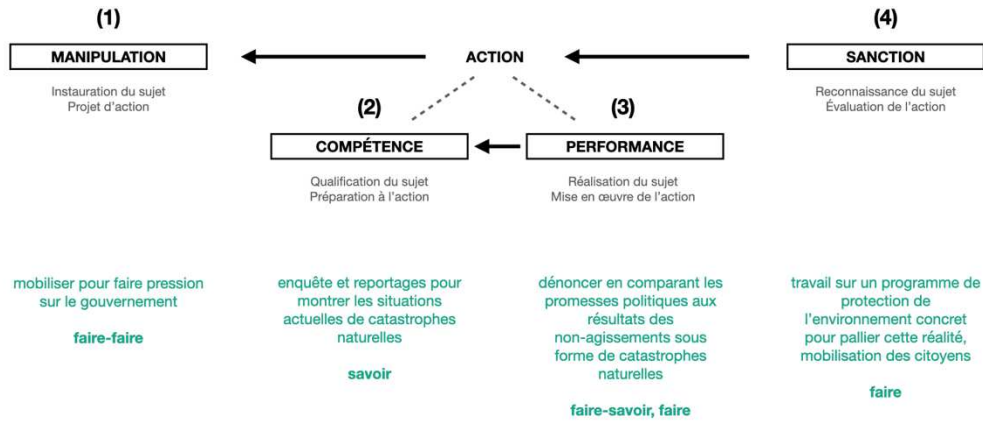 (1)
MANIPULATION
Instauration du sujet
Projet d'action
ACTION
(4)
SANCTION
Reconnaissance du sujet
Évaluation de l'action
(2)
COMPÉTENCE
Qualification du sujet
Préparation à l'action
(3)
PERFORMANCE
Réalisation du sujet
Mise en œuvre de l'action
mobiliser pour faire pression
sur le gouvernement
faire-faire
enquête et reportages pour
montrer les situations
actuelles de catastrophes
naturelles
savoir
dénoncer en comparant les
promesses politiques aux
résultats des
non-agissements sous
forme de catastrophes
naturelles
faire-savoir, faire
travail sur un programme de
protection de
l'environnement concret
pour pallier cette réalité,
mobilisation des citoyens
faire